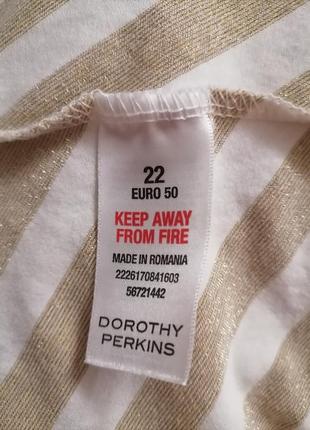 22
EURO 50
KEEP AWAY
FROM FIRE
MADE IN ROMANIA
2226170841603
56721442
DOROTHY
PERKINS